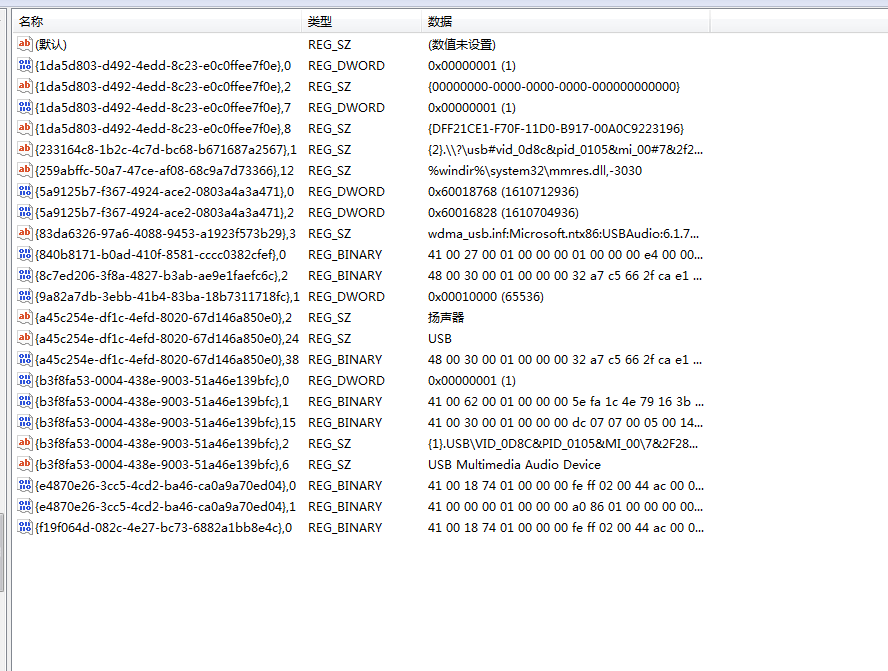 名称 类型 数据
(默认) REG_SZ (数值未设置)
{1da5d803-d492-4edd-8c23-e0c0ffee7f0e},0 REG_DWORD 0x00000001 (1)
{1da5d803-d492-4edd-8c23-e0c0ffee7f0e},2 REG_SZ {00000000-0000-0000-0000-000000000000}
{1da5d803-d492-4edd-8c23-e0c0ffee7f0e},7 REG_DWORD 0x00000001 (1)
{1da5d803-d492-4edd-8c23-e0c0ffee7f0e},8 REG_SZ {DFF21CE1-F70F-11D0-B917-00A0C9223196}
{233164c8-1b2c-4c7d-bc68-b671687a2567},1 REG_SZ {2}.\\?\usb#vid_0d8c&pid_0105&mi_00#7&2f2...
{259abffc-50a7-47ce-af08-68c9a7d73366},12 REG_SZ %windir%\system32\mmres.dll,-3030
{5a9125b7-f367-4924-ace2-0803a4a3a471},0 REG_DWORD 0x60018768 (1610712936)
{5a9125b7-f367-4924-ace2-0803a4a3a471},2 REG_DWORD 0x60016828 (1610704936)
{83da6326-97a6-4088-9453-a1923f573b29},3 REG_SZ wdma_usb.inf:Microsoft.ntx86:USBAudio:6.1.7...
{840b8171-b0ad-410f-8581-cccc0382cfef},0 REG_BINARY 41 00 27 00 01 00 00 00 01 00 00 00 e4 00 00...
{8c7ed206-3f8a-4827-b3ab-ae9e1faefc6c},2 REG_BINARY 48 00 30 00 01 00 00 00 32 a7 c5 66 2f ca e1 ...
{9a82a7db-3ebb-41b4-83ba-18b7311718fc},1 REG_DWORD 0x00010000 (65536)
{a45c254e-df1c-4efd-8020-67d146a850e0},2 REG_SZ 扬声器
{a45c254e-df1c-4efd-8020-67d146a850e0},24 REG_SZ USB
{a45c254e-df1c-4efd-8020-67d146a850e0},38 REG_BINARY 48 00 30 00 01 00 00 00 32 a7 c5 66 2f ca e1 ...
{b3f8fa53-0004-438e-9003-51a46e139bfc},0 REG_DWORD 0x00000001 (1)
{b3f8fa53-0004-438e-9003-51a46e139bfc},1 REG_BINARY 41 00 62 00 01 00 00 00 5e fa 1c 4e 79 16 3b ...
{b3f8fa53-0004-438e-9003-51a46e139bfc},15 REG_BINARY 41 00 30 00 01 00 00 00 dc 07 07 00 05 00 14...
{b3f8fa53-0004-438e-9003-51a46e139bfc},2 REG_SZ {1}.USB\VID_0D8C&PID_0105&MI_00\7&2F28...
{b3f8fa53-0004-438e-9003-51a46e139bfc},6 REG_SZ USB Multimedia Audio Device
{e4870e26-3cc5-4cd2-ba46-ca0a9a70ed04},0 REG_BINARY 41 00 18 74 01 00 00 00 fe ff 02 00 44 ac 00 0...
{e4870e26-3cc5-4cd2-ba46-ca0a9a70ed04},1 REG_BINARY 41 00 00 00 01 00 00 00 a0 86 01 00 00 00 00...
{f19f064d-082c-4e27-bc73-6882a1bb8e4c},0 REG_BINARY 41 00 18 74 01 00 00 00 fe ff 02 00 44 ac 00 0...